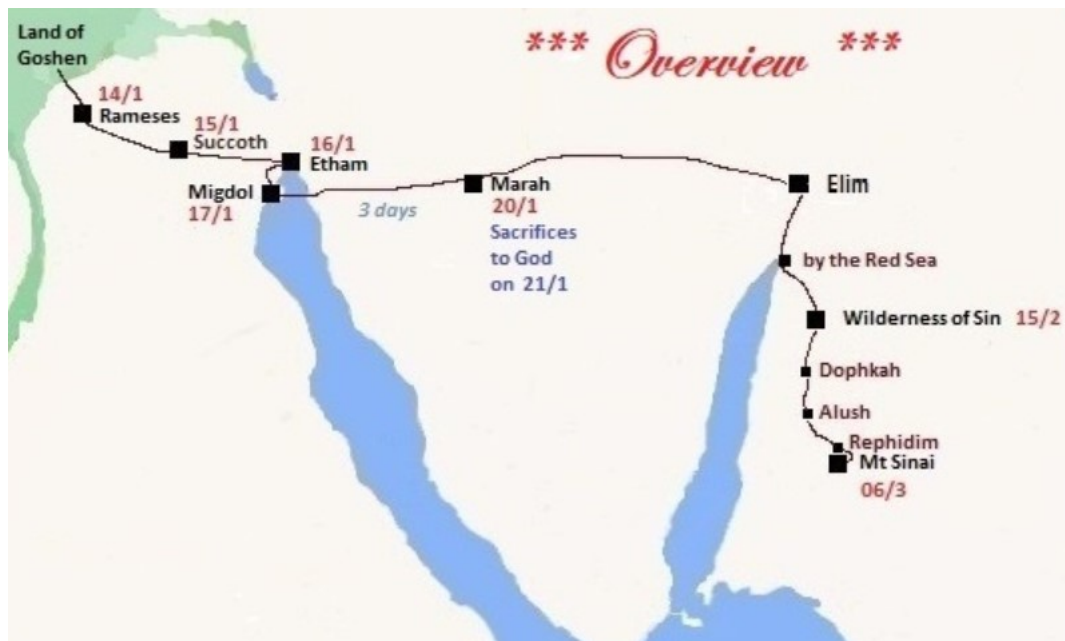 *** Overview ***
Land of
Goshen
14/1
Rameses
15/1
Succoth
16/1
Etham
Migdol
17/1
3 days
Marah
20/1
Sacrifices
to God
on 21/1
Elim
by the Red Sea
Wilderness of Sin 15/2
Dophkah
Alush
Rephidim
Mt Sinai
06/3